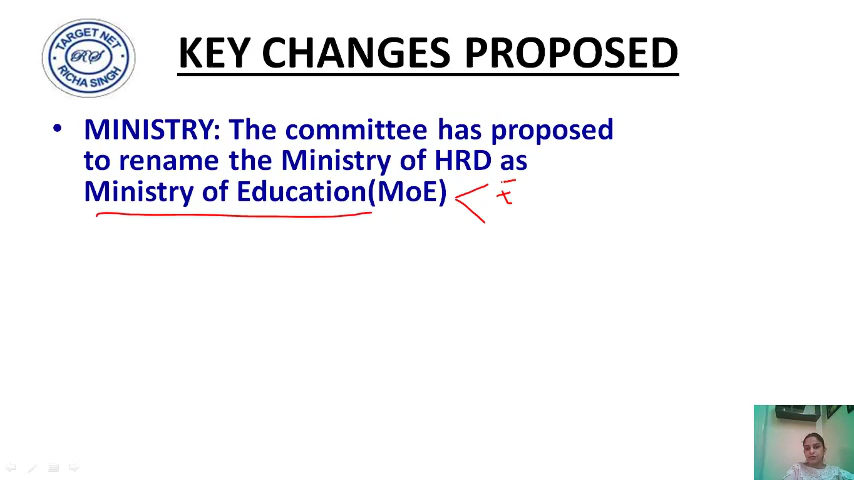 TARGET NET
RS
RICHA SINGH
KEY CHANGES PROPOSED
• MINISTRY: The committee has proposed
to rename the Ministry of HRD as
Ministry of Education(MoE)